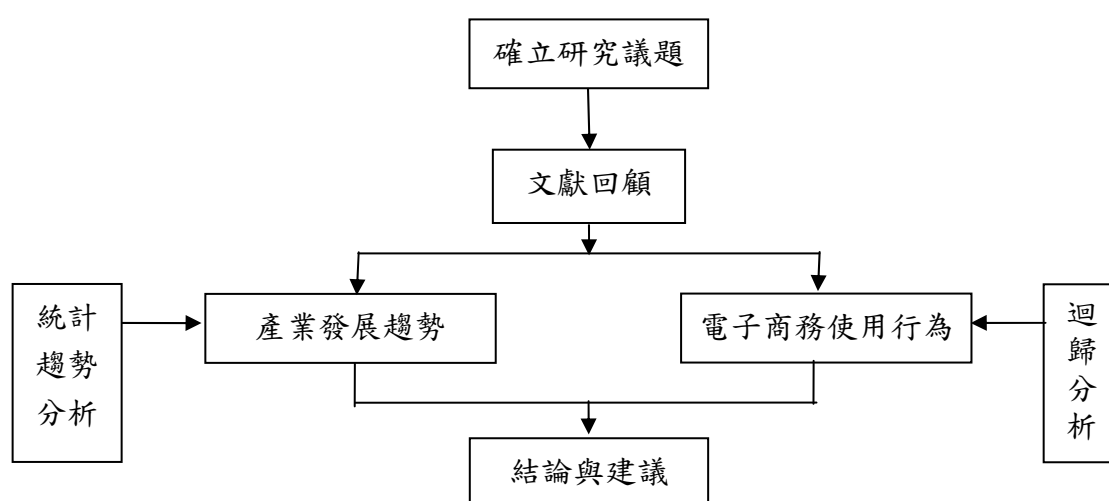 確立研究議題
文獻回顧
統計
趨勢
分析
產業發展趨勢
電子商務使用行為
迴
歸
分
析
結論與建議